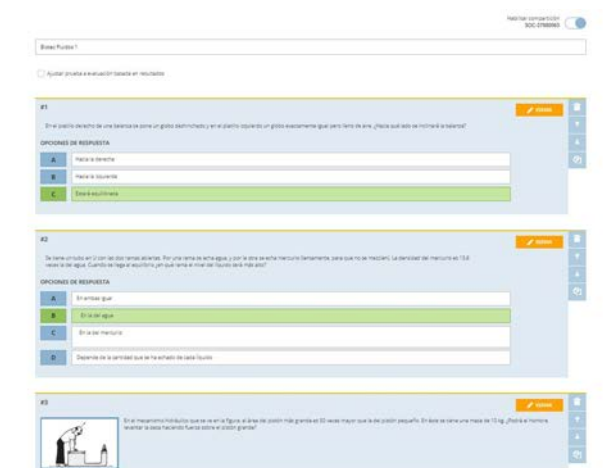 Habilitar compartición
SOC-37880063
Bixtec Fluidos 1
Ajustar prueba a evaluación basada en resultados
#1
EDITAR
En el platillo derecho de una balanza se pone un globo deshinchado y en el platillo izquierdo un globo exactamente igual pero lleno de aire. ¿Hacia qué lado se inclinará la balanza?
OPCIONES DE RESPUESTA
A Hacia la derecha
B Hacia la izquierda
C Estará equilibrada
#2
EDITAR
Se tiene un tubo en U con las dos ramas abiertas. Por una rama se echa agua, y por la otra se echa mercurio (lentamente, para que no se mezclen). La densidad del mercurio es 13,6
veces la del agua. Cuando se llega al equilibrio ¿en qué rama el nivel del líquido será más alto?
OPCIONES DE RESPUESTA
A En ambas igual
B En la del agua
C En la del mercurio
D Depende de la cantidad que se ha echado de cada líquido
#3
EDITAR
En el mecanismo hidráulico que se ve en la figura, el área del pistón más grande es 50 veces mayor que la del pistón pequeño. En éste se tiene una masa de 10 kg. ¿Podrá el hombre
levantar la pesa haciendo fuerza sobre el pistón grande?